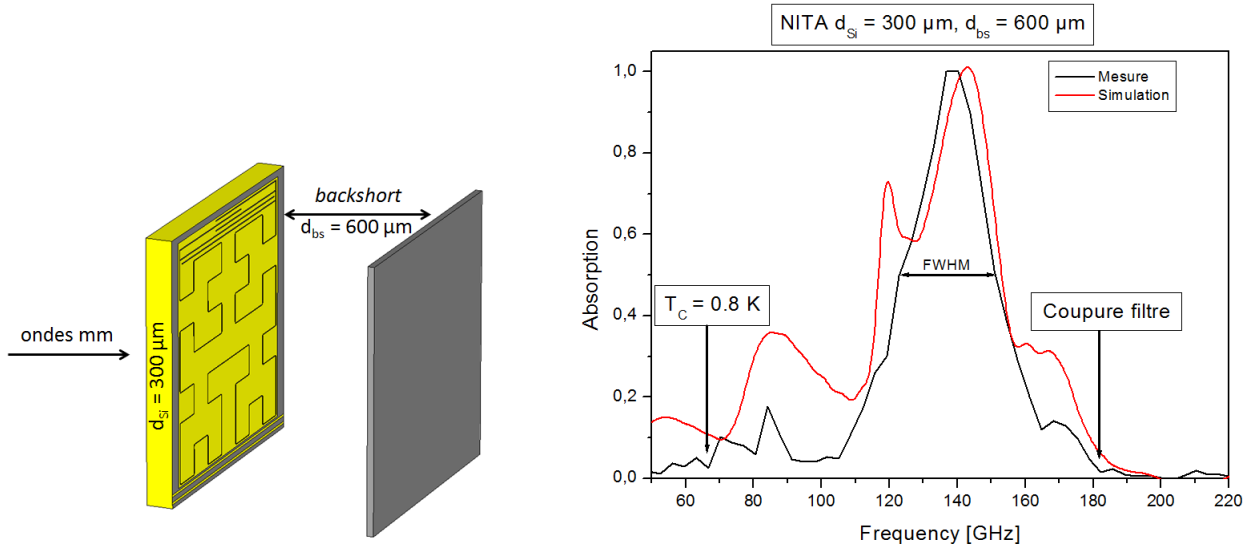 ondes mm
d_Si = 300 µm
backshort
d_bs = 600 µm
NITA d_Si = 300 µm, d_bs = 600 µm
Absorption
1,0
0,8
0,6
0,4
0,2
0,0
Mesure
Simulation
FWHM
T_C = 0.8 K
Coupure filtre
60 80 100 120 140 160 180 200 220
Frequency [GHz]